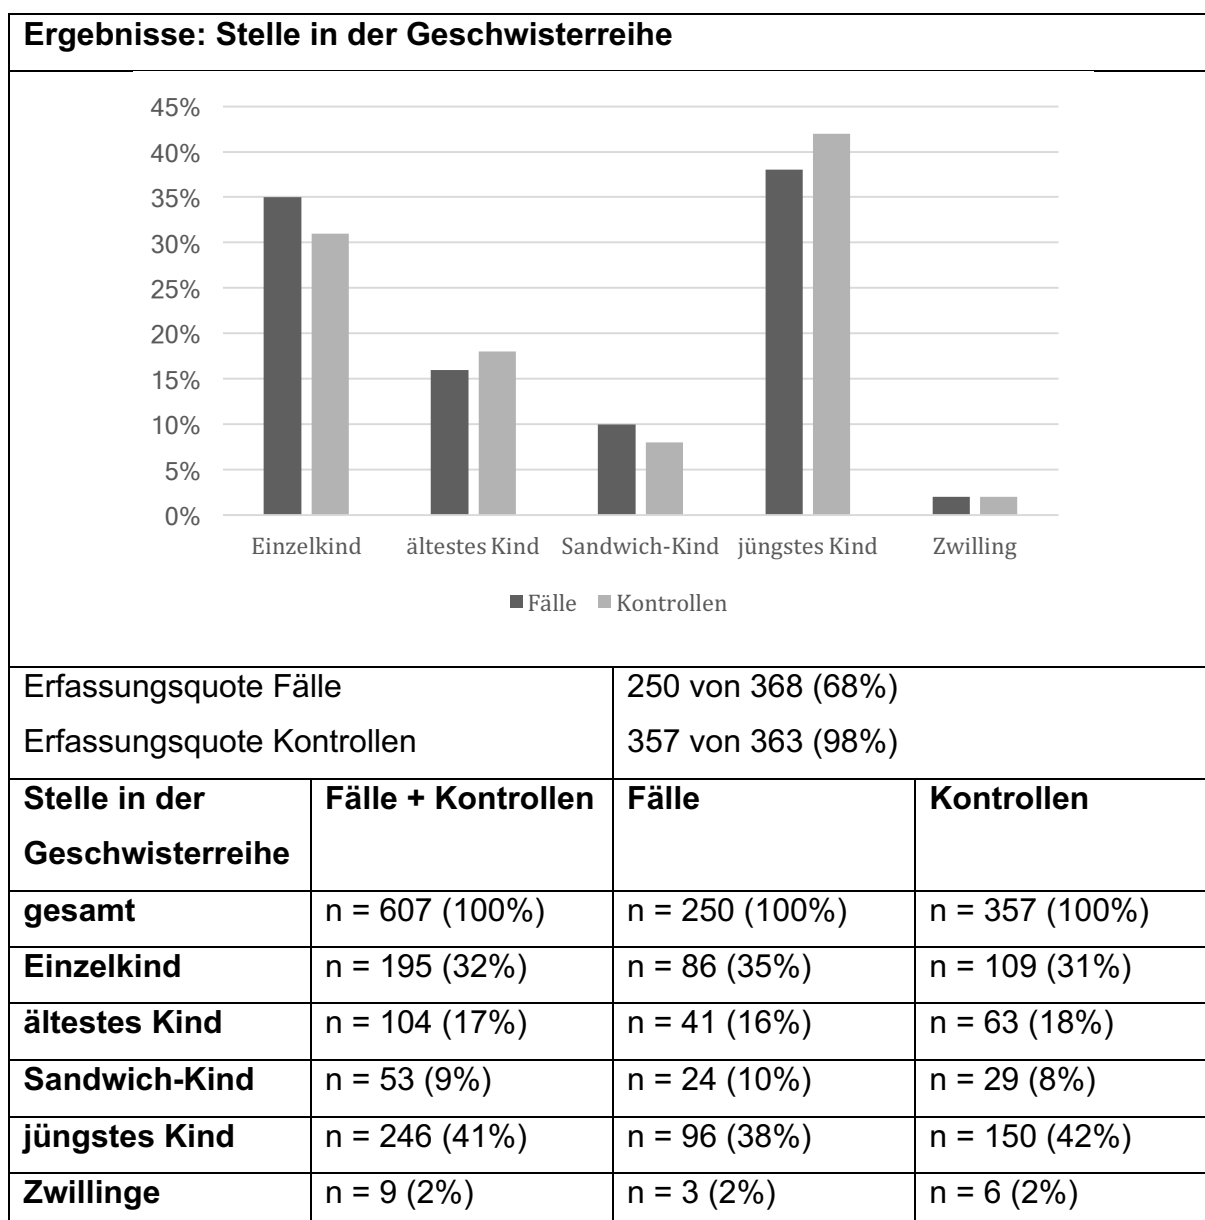 Ergebnisse: Stelle in der Geschwisterreihe
45%
40%
35%
30%
25%
20%
15%
10%
5%
0%
Einzelkind ältestes Kind Sandwich-Kind jüngstes Kind Zwilling
Fälle Kontrollen
Erfassungsquote Fälle 250 von 368 (68%)
Erfassungsquote Kontrollen 357 von 363 (98%)
Stelle in der Fälle + Kontrollen Fälle Kontrollen
Geschwisterreihe
gesamt n = 607 (100%) n = 250 (100%) n = 357 (100%)
Einzelkind n = 195 (32%) n = 86 (35%) n = 109 (31%)
ältestes Kind n = 104 (17%) n = 41 (16%) n = 63 (18%)
Sandwich-Kind n = 53 (9%) n = 24 (10%) n = 29 (8%)
jüngstes Kind n = 246 (41%) n = 96 (38%) n = 150 (42%)
Zwillinge n = 9 (2%) n = 3 (2%) n = 6 (2%)